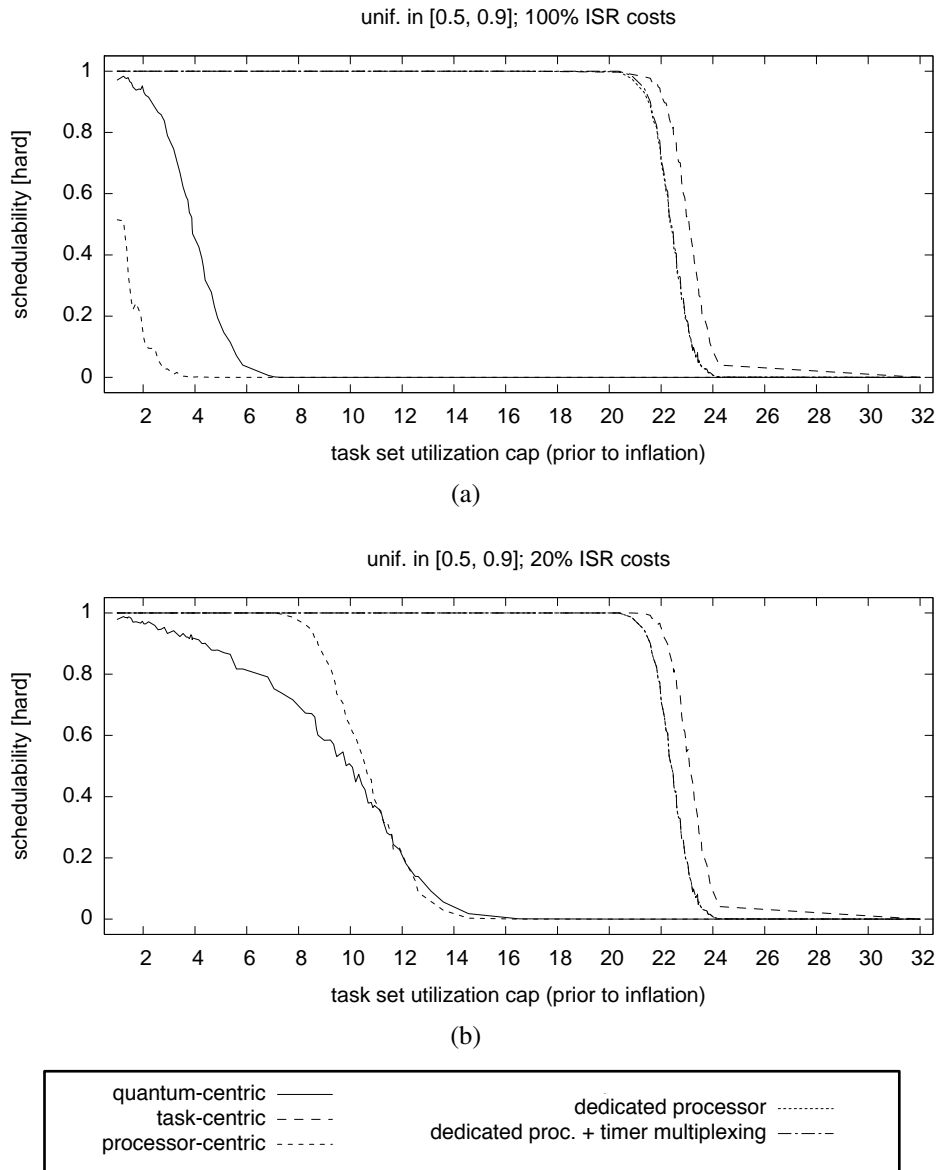 unif. in [0.5, 0.9]; 100% ISR costs
1
0.8
0.6
0.4
0.2
0
schedulability [hard]
2 4 6 8 10 12 14 16 18 20 22 24 26 28 30 32
task set utilization cap (prior to inflation)
(a)
unif. in [0.5, 0.9]; 20% ISR costs
1
0.8
0.6
0.4
0.2
0
schedulability [hard]
2 4 6 8 10 12 14 16 18 20 22 24 26 28 30 32
task set utilization cap (prior to inflation)
(b)
quantum-centric
task-centric
processor-centric
dedicated processor
dedicated proc. + timer multiplexing